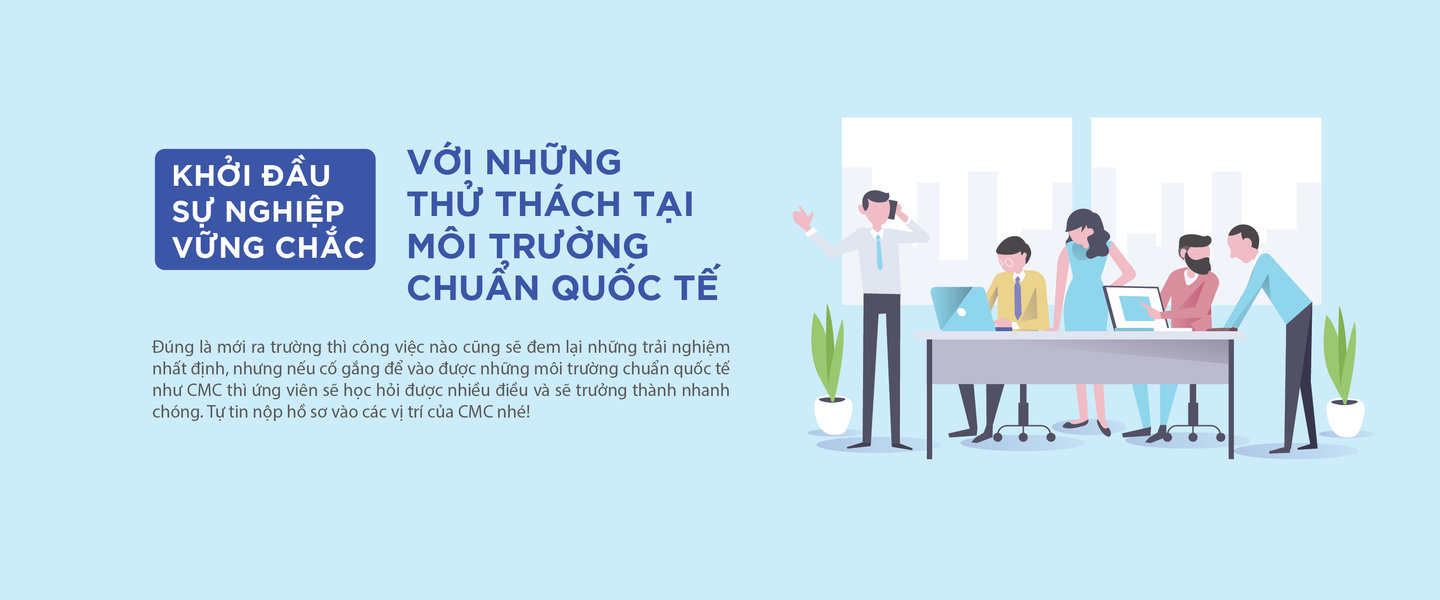 KHỞI ĐẦU
SỰ NGHIỆP
VỮNG CHẮC
VỚI NHỮNG
THỬ THÁCH TẠI
MÔI TRƯỜNG
CHUẨN QUỐC TẾ
Đúng là mới ra trường thì công việc nào cũng sẽ đem lại những trải nghiệm
nhất định, nhưng nếu cố gắng để vào được những môi trường chuẩn quốc tế
như CMC thì ứng viên sẽ học hỏi được nhiều điều và sẽ trưởng thành nhanh
chóng. Tự tin nộp hồ sơ vào các vị trí của CMC nhé!